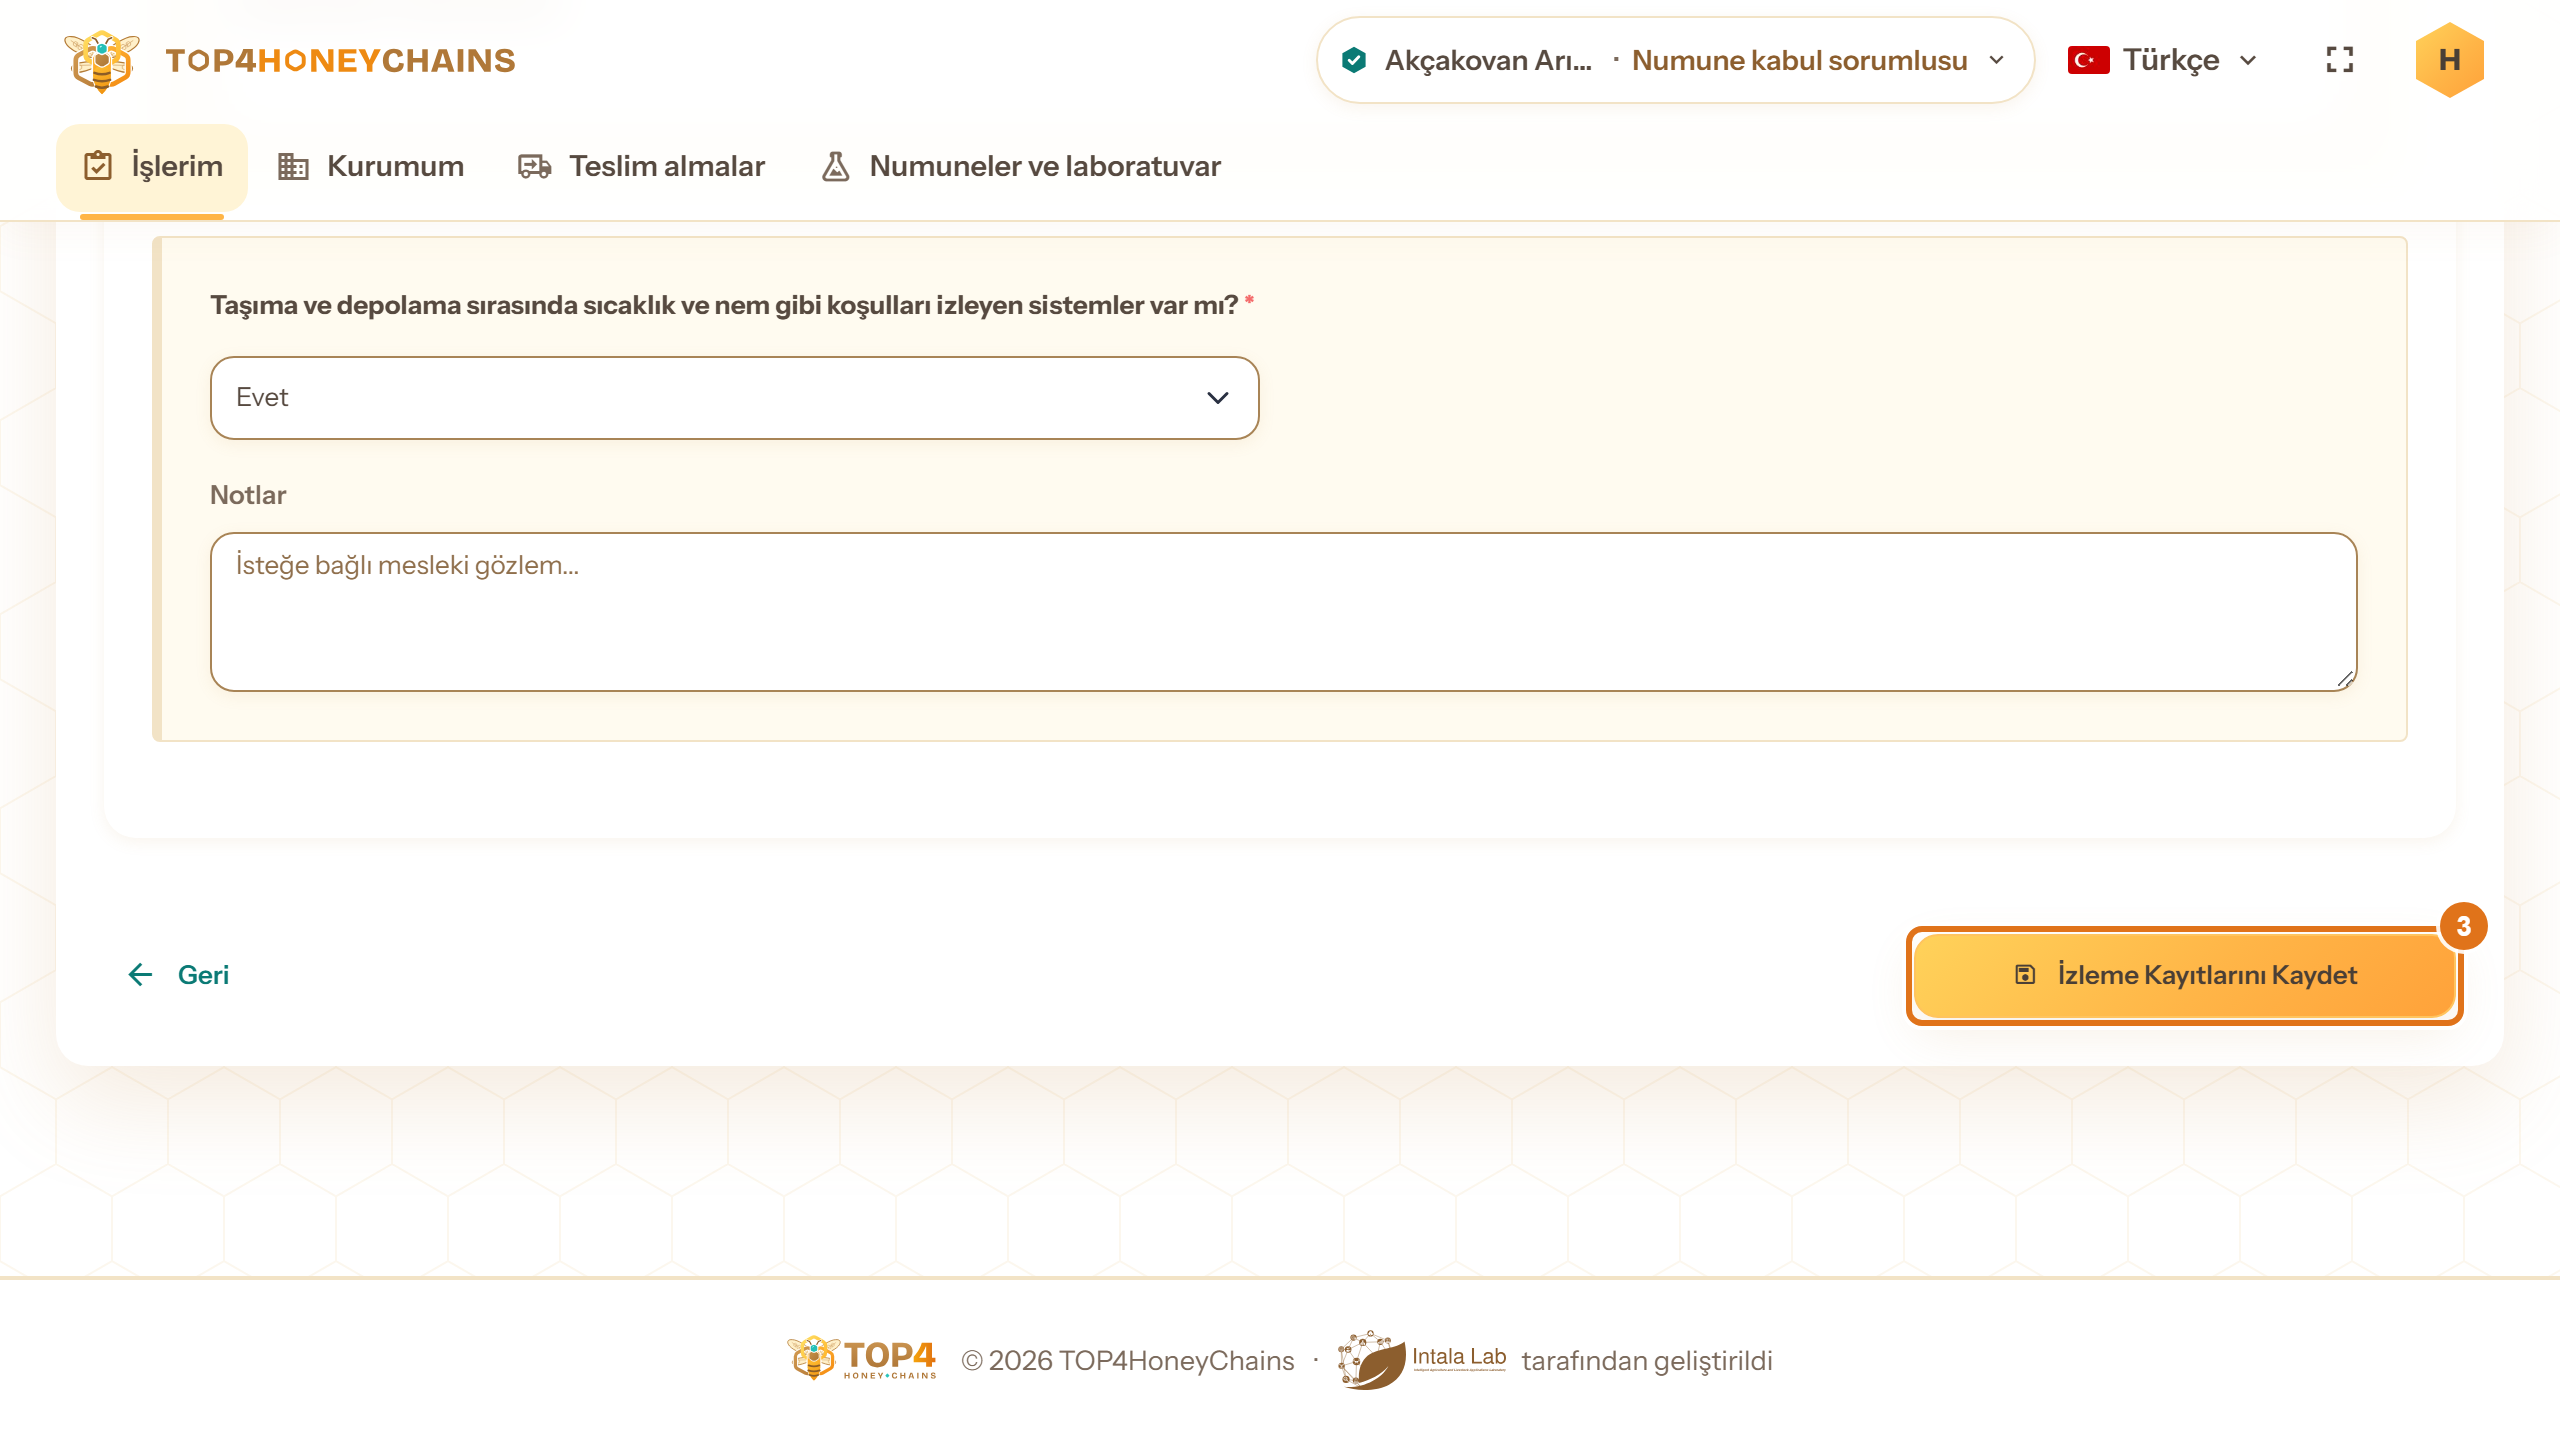 TOP4HONEYCHAINS
Akçakovan Arı... · Numune kabul sorumlusu
Türkçe
H
İşlerim
Kurumum
Teslim almalar
Numuneler ve laboratuvar
Taşıma ve depolama sırasında sıcaklık ve nem gibi koşulları izleyen sistemler var mı? *
Evet
Notlar
İsteğe bağlı mesleki gözlem...
3
Geri
İzleme Kayıtlarını Kaydet
TOP4
HONEY CHAINS
© 2026 TOP4HoneyChains · Intala Lab tarafından geliştirildi